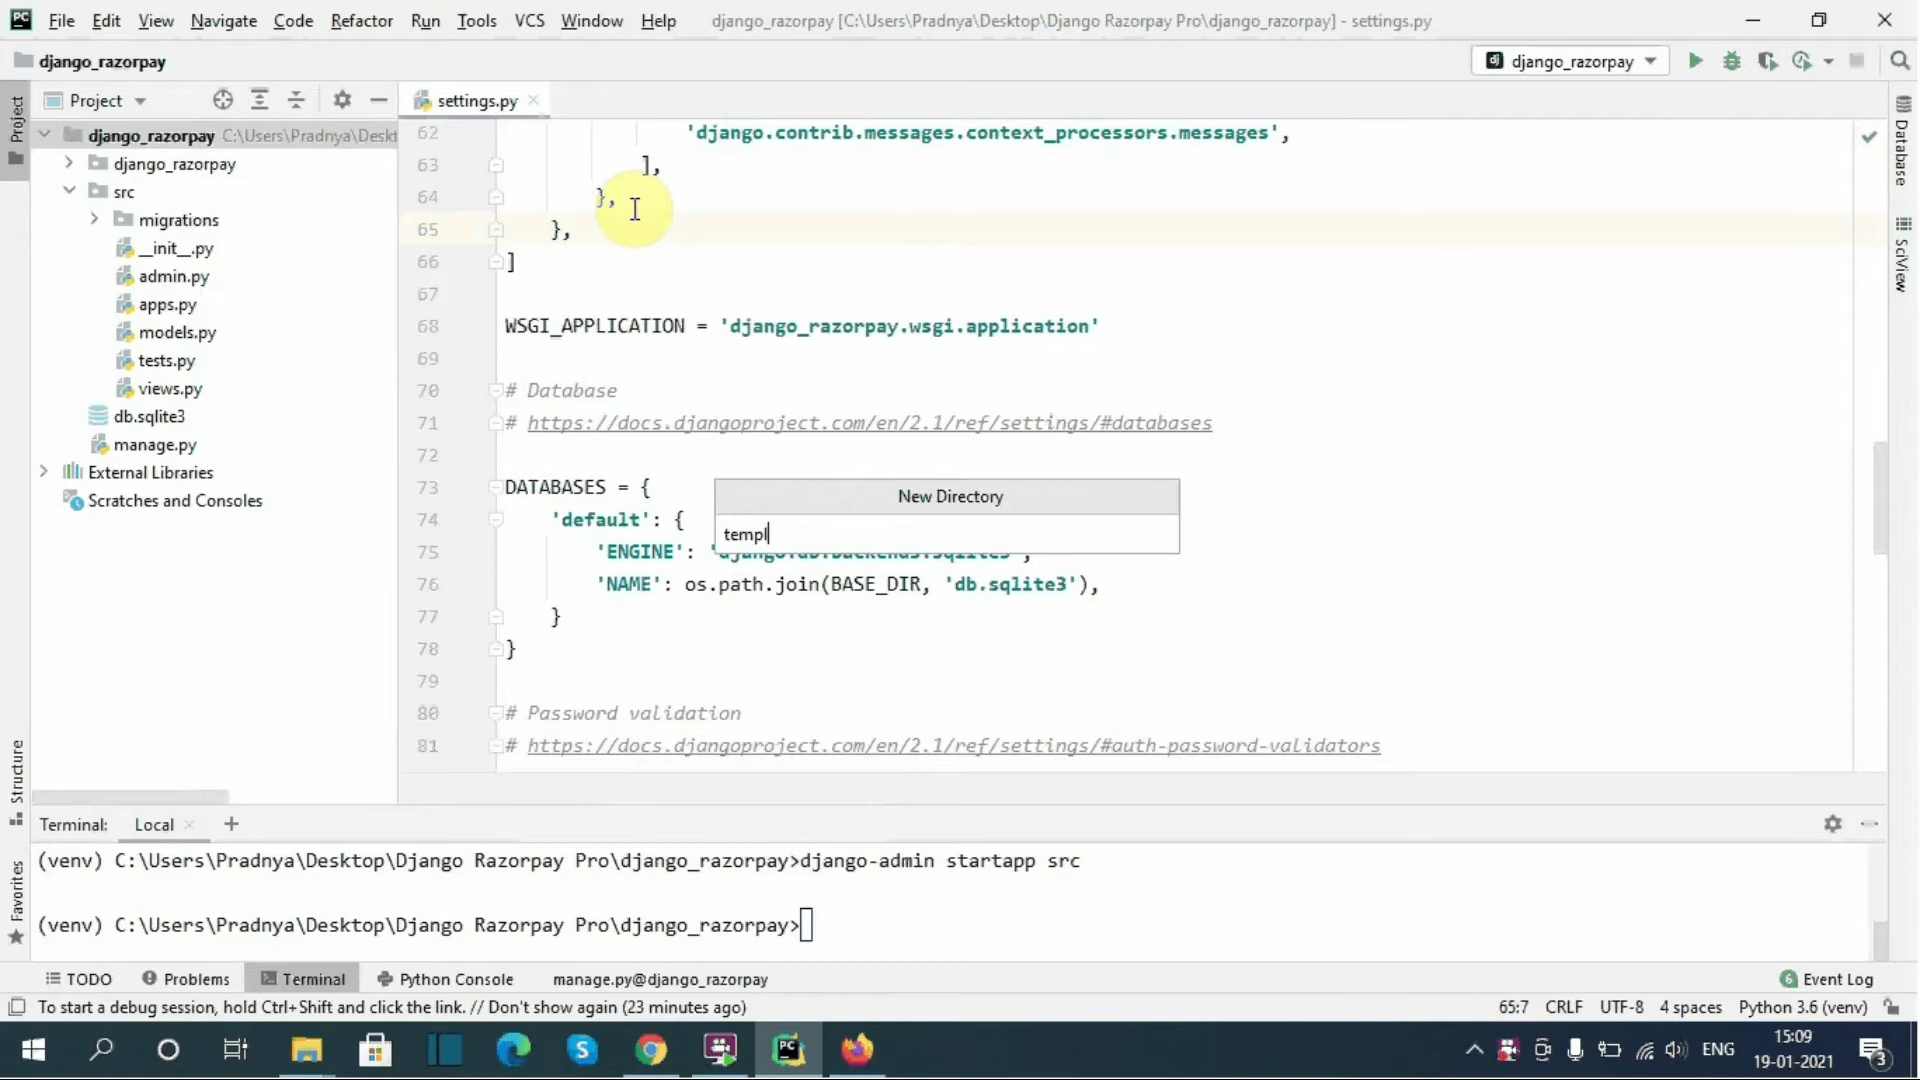 PC File Edit View Navigate Code Refactor Run Tools VCS Window Help django_razorpay [C:\Users\Pradnya\Desktop\Django Razorpay Pro\django_razorpay] - settings.py
django_razorpay
dj django_razorpay
Project
Project
settings.py
django_razorpay C:\Users\Pradnya\Deskt
django_razorpay
src
migrations
__init__.py
admin.py
apps.py
models.py
tests.py
views.py
db.sqlite3
manage.py
External Libraries
Scratches and Consoles
62 'django.contrib.messages.context_processors.messages',
63 ],
64 },
65 },
66 ]
67
68 WSGI_APPLICATION = 'django_razorpay.wsgi.application'
69
70 # Database
71 # https://docs.djangoproject.com/en/2.1/ref/settings/#databases
72
73 DATABASES = {
74 'default': {
75 'ENGINE': 'django.db.backends.sqlite3',
76 'NAME': os.path.join(BASE_DIR, 'db.sqlite3'),
77 }
78 }
79
80 # Password validation
81 # https://docs.djangoproject.com/en/2.1/ref/settings/#auth-password-validators
New Directory
templ
Database
SciView
Structure
Favorites
Terminal: Local +
(venv) C:\Users\Pradnya\Desktop\Django Razorpay Pro\django_razorpay>django-admin startapp src
(venv) C:\Users\Pradnya\Desktop\Django Razorpay Pro\django_razorpay>
TODO Problems Terminal Python Console manage.py@django_razorpay 6 Event Log
To start a debug session, hold Ctrl+Shift and click the link. // Don't show again (23 minutes ago) 65:7 CRLF UTF-8 4 spaces Python 3.6 (venv)
S PC ENG 15:09
19-01-2021 3